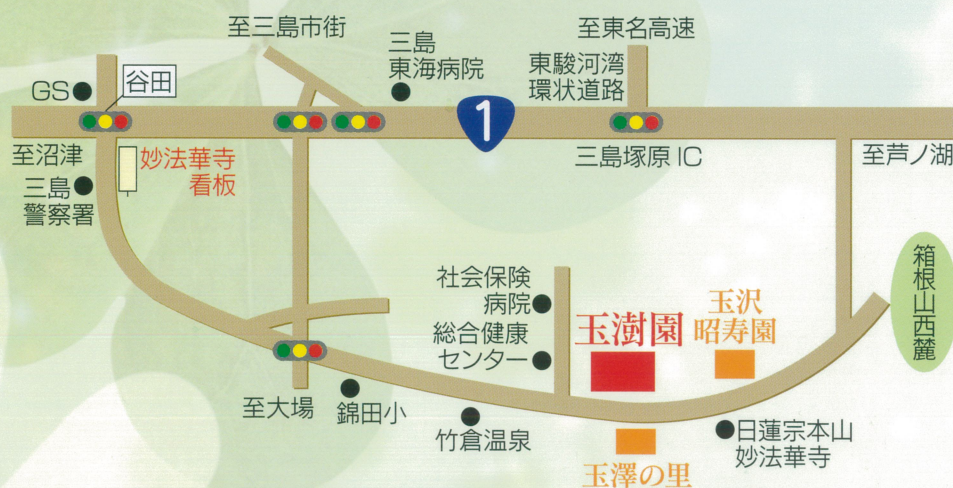 至三島市街
至東名高速
三島
東海病院
東駿河湾
環状道路
GS
谷田
1
至沼津
妙法華寺
看板
三島
警察署
三島塚原IC
至芦ノ湖
箱根山西麓
社会保険
病院
総合健康
センター
玉澍園
玉沢
昭寿園
至大場
錦田小
竹倉温泉
日蓮宗本山
妙法華寺
玉澤の里